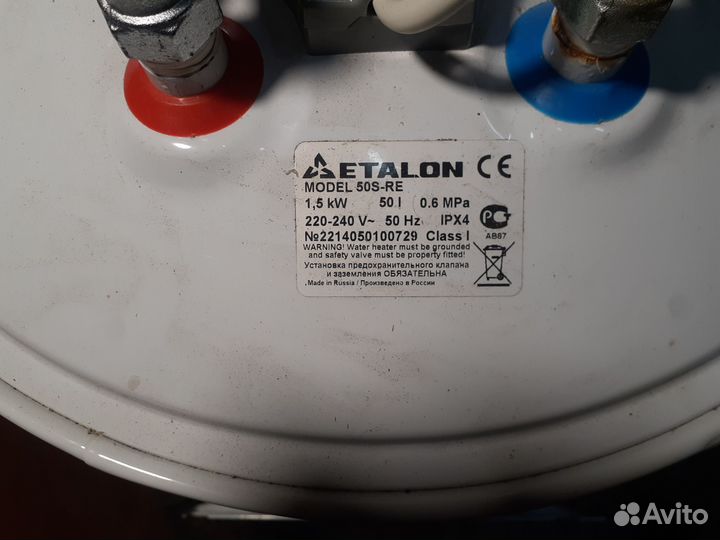 ETALON CE
MODEL 50S-RE
1,5 kW 50 l 0.6 MPa
220-240 V~ 50 Hz IPX4
№2214050100729 Class I
АВ87
WARNING! Water heater must be grounded
and safety valve must be property fitted!
Установка предохранительного клапана
и заземления ОБЯЗАТЕЛЬНА
Made in Russia / Произведено в России
Avito